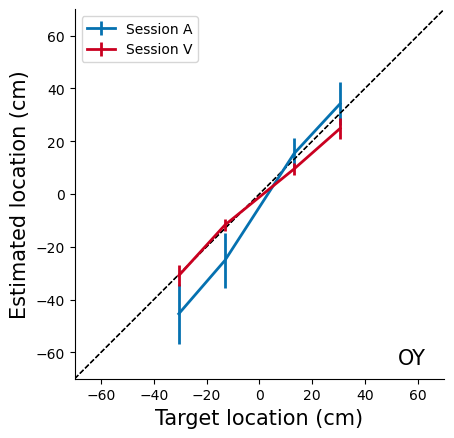 Session A
Session V
60
40
20
0
−20
−40
−60
Estimated location (cm)
OY
−60 −40 −20 0 20 40 60
Target location (cm)